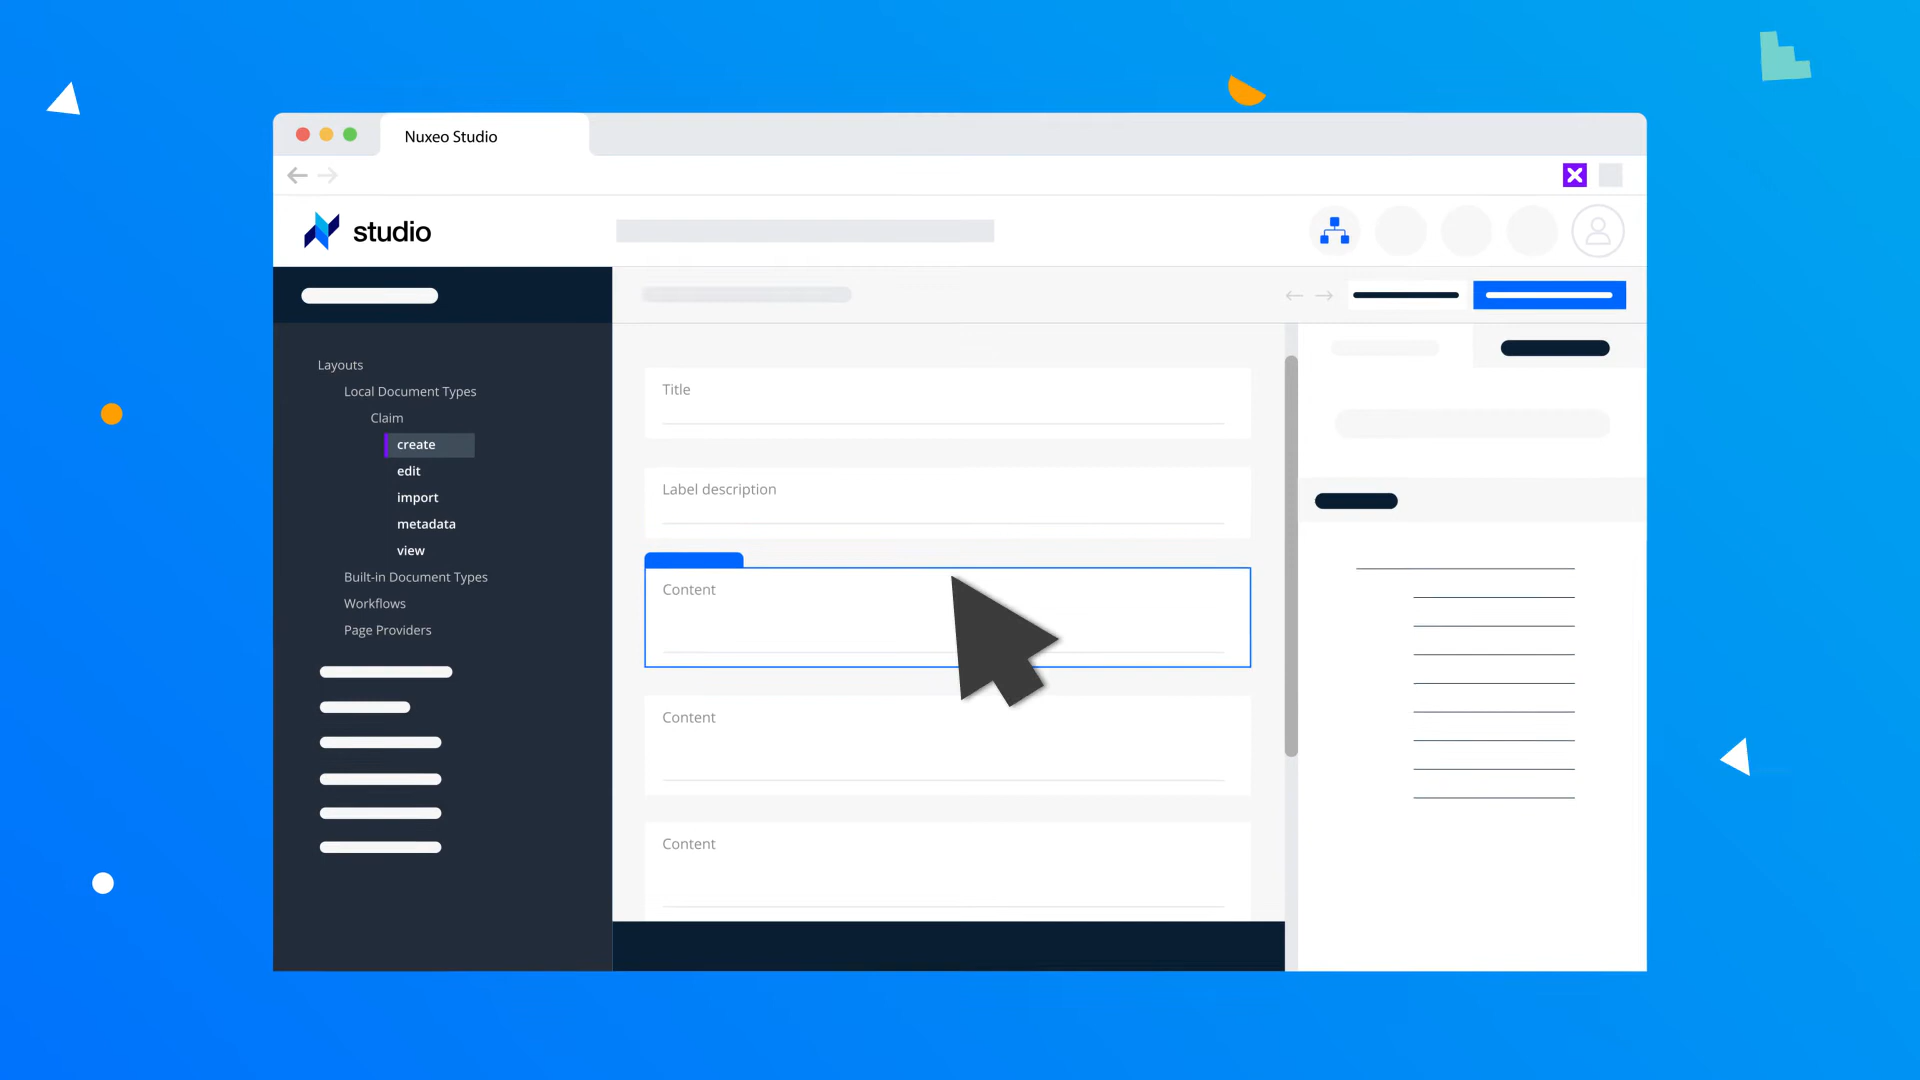 Nuxeo Studio
studio
Layouts
Local Document Types
Claim
create
edit
import
metadata
view
Built-in Document Types
Workflows
Page Providers
Title
Label description
Content
Content
Content